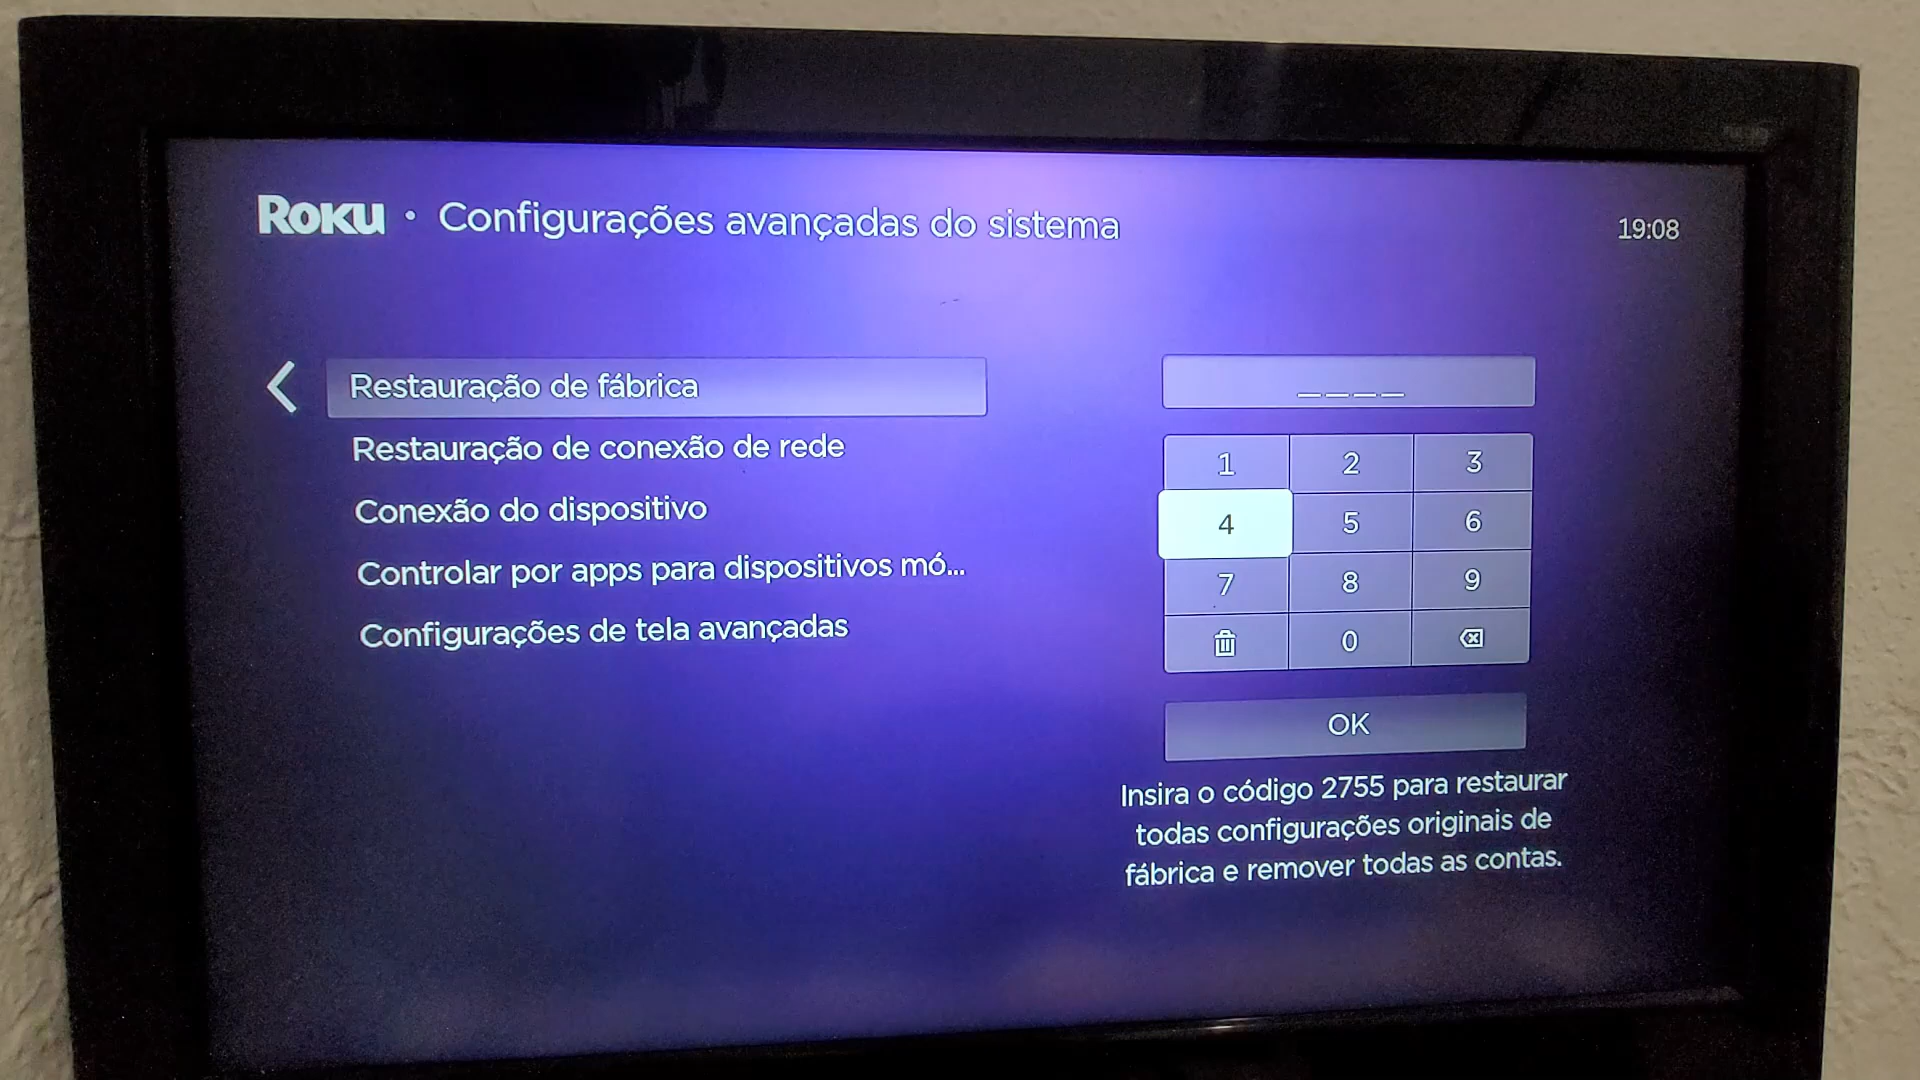 Roku • Configurações avançadas do sistema
19:08
Restauração de fábrica
Restauração de conexão de rede
Conexão do dispositivo
Controlar por apps para dispositivos mó...
Configurações de tela avançadas
_ _ _ _
1 2 3
4 5 6
7 8 9
0
OK
Insira o código 2755 para restaurar
todas configurações originais de
fábrica e remover todas as contas.